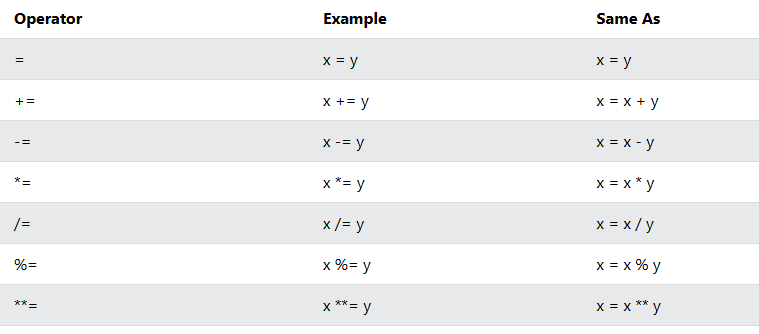 Operator Example Same As
= x = y x = y
+= x += y x = x + y
-= x -= y x = x - y
*= x *= y x = x * y
/= x /= y x = x / y
%= x %= y x = x % y
**= x **= y x = x ** y